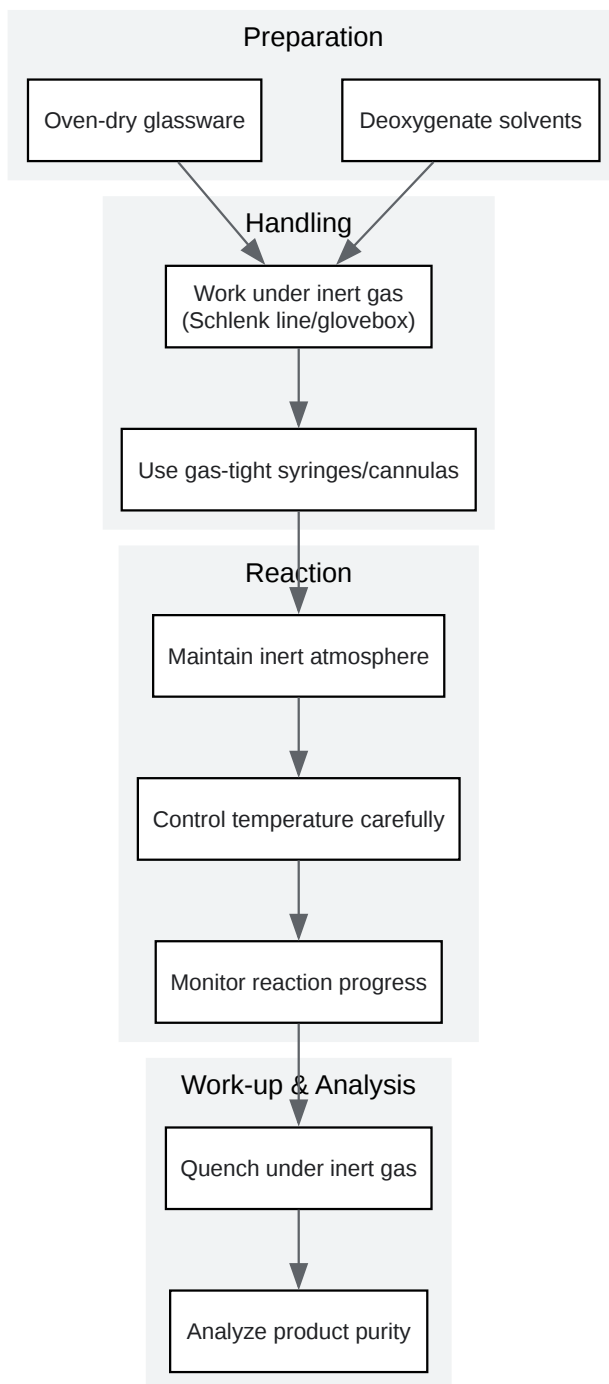 Preparation
Oven-dry glassware
Deoxygenate solvents
Handling
Work under inert gas
(Schlenk line/glovebox)
Use gas-tight syringes/cannulas
Reaction
Maintain inert atmosphere
Control temperature carefully
Monitor reaction progress
Work-up & Analysis
Quench under inert gas
Analyze product purity